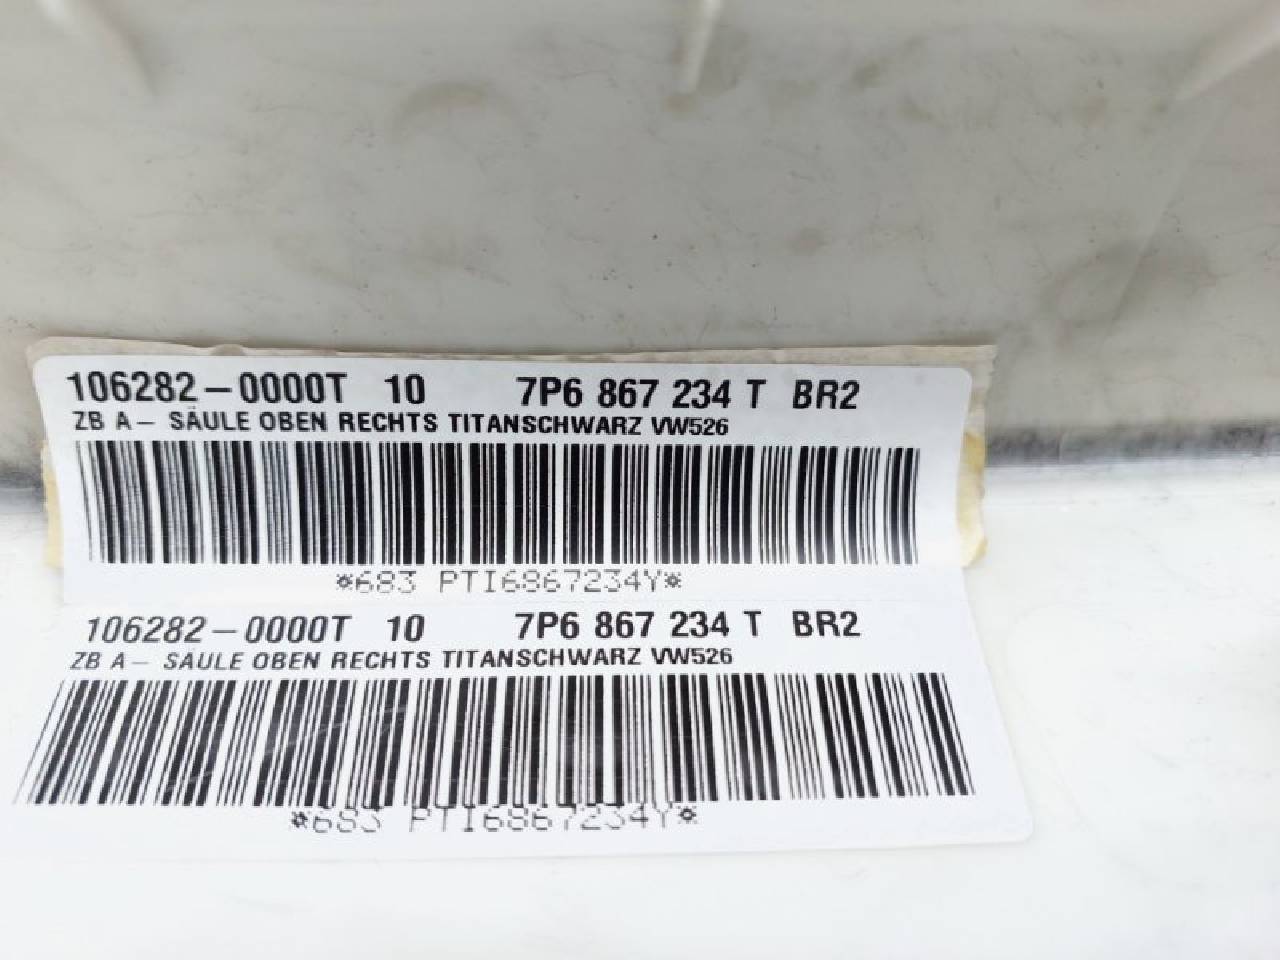 106282-0000T 10 7P6 867 234 T BR2
ZB A- SÄULE OBEN RECHTS TITANSCHWARZ VW526
*683 PTI6867234Y*
106282-0000T 10 7P6 867 234 T BR2
ZB A- SÄULE OBEN RECHTS TITANSCHWARZ VW526
*683 PTI6867234Y*